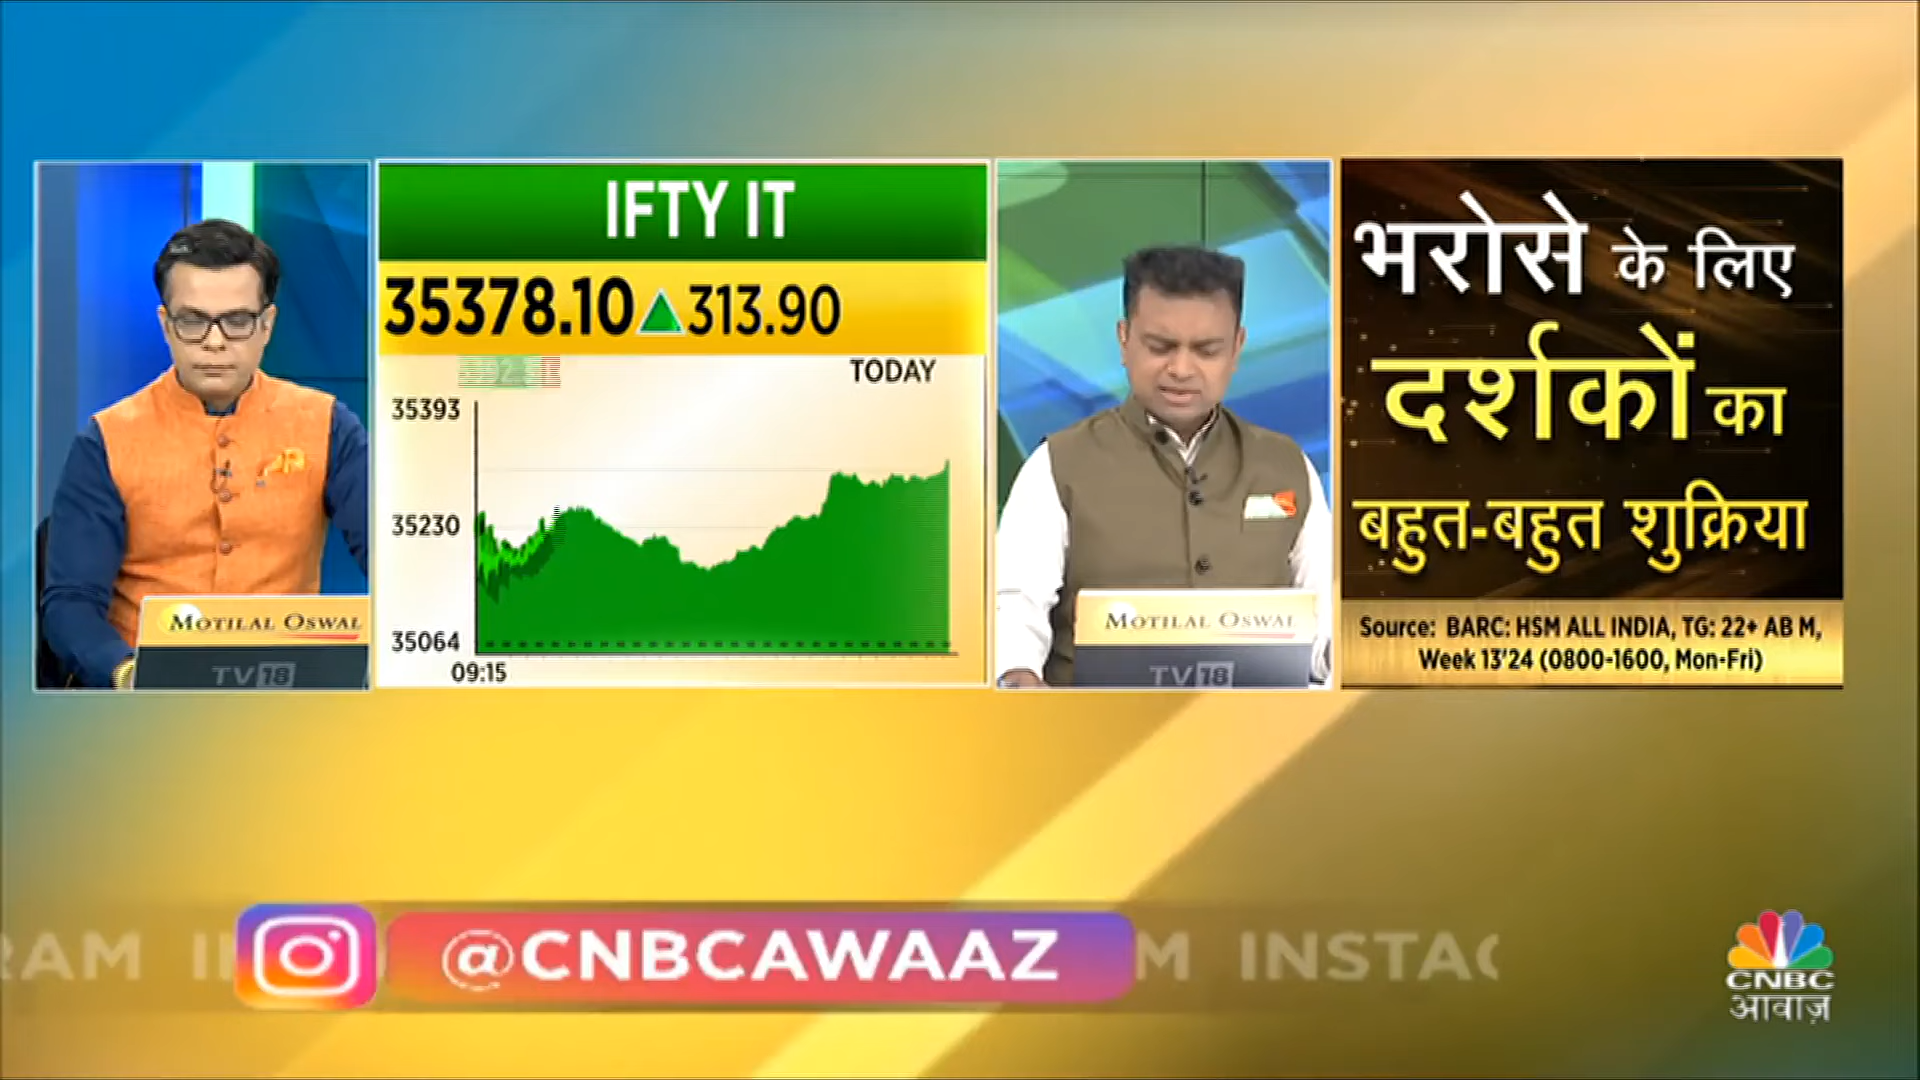 IFTY IT
35378.10 ▲ 313.90
TODAY
35393
35230
35064
09:15
MOTILAL OSWAL
TV18
MOTILAL OSWAL
TV18
भरोसे के लिए
दर्शकों का
बहुत-बहुत शुक्रिया
Source: BARC: HSM ALL INDIA, TG: 22+ AB M,
Week 13'24 (0800-1600, Mon-Fri)
RAM I
@CNBCAWAAZ
M INSTAG
CNBC
आवाज़